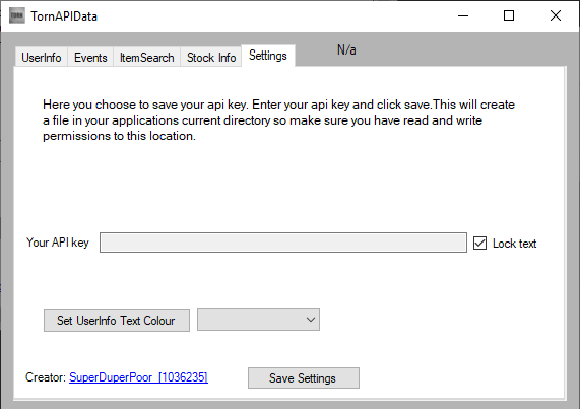 TORN TornAPIData
UserInfo Events ItemSearch Stock Info Settings N/a
Here you choose to save your api key. Enter your api key and click save.This will create
a file in your applications current directory so make sure you have read and write
permissions to this location.
Your API key Lock text
Set UserInfo Text Colour
Creator: SuperDuperPoor [1036235] Save Settings